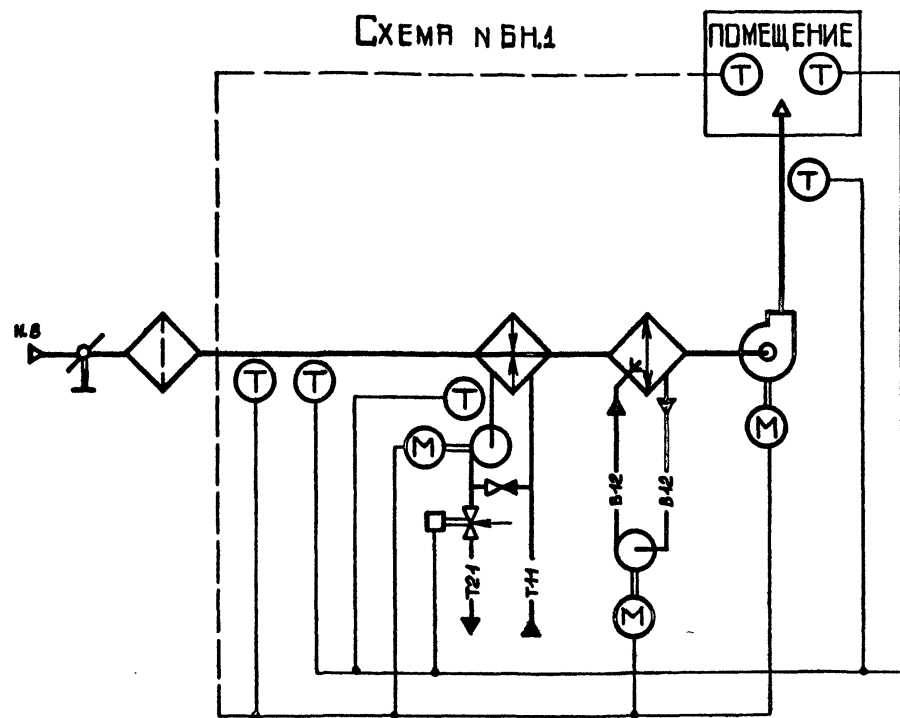 СХЕМА N БН.1
ПОМЕЩЕНИЕ
Т Т
Т
Н.В
Т Т
Т
М
М
В12 В12
Т21 Т11
М